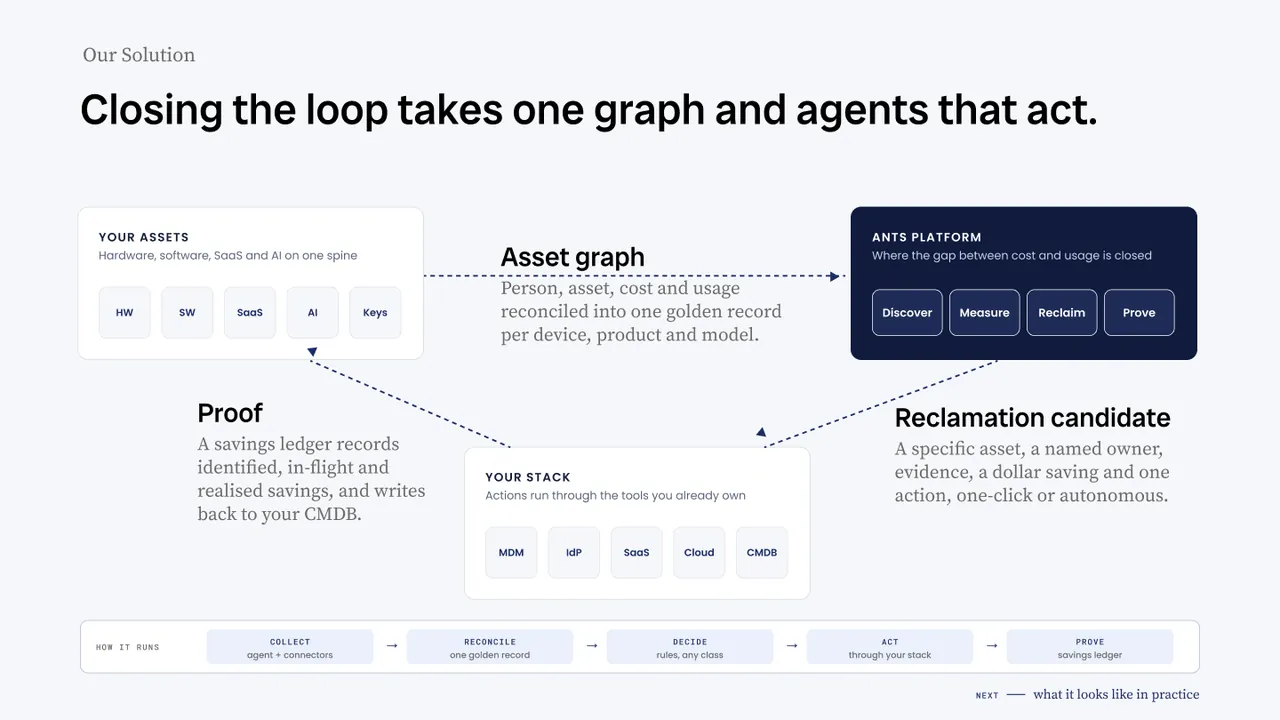 Our Solution
Closing the loop takes one graph and agents that act.
YOUR ASSETS
Hardware, software, SaaS and AI on one spine
HW
SW
SaaS
AI
Keys
Asset graph
Person, asset, cost and usage
reconciled into one golden record
per device, product and model.
ANTS PLATFORM
Where the gap between cost and usage is closed
Discover
Measure
Reclaim
Prove
Proof
A savings ledger records
identified, in-flight and
realised savings, and writes
back to your CMDB.
Reclamation candidate
A specific asset, a named owner,
evidence, a dollar saving and one
action, one-click or autonomous.
YOUR STACK
Actions run through the tools you already own
MDM
IdP
SaaS
Cloud
CMDB
HOW IT RUNS
COLLECT
agent + connectors
→
RECONCILE
one golden record
→
DECIDE
rules, any class
→
ACT
through your stack
→
PROVE
savings ledger
NEXT — what it looks like in practice